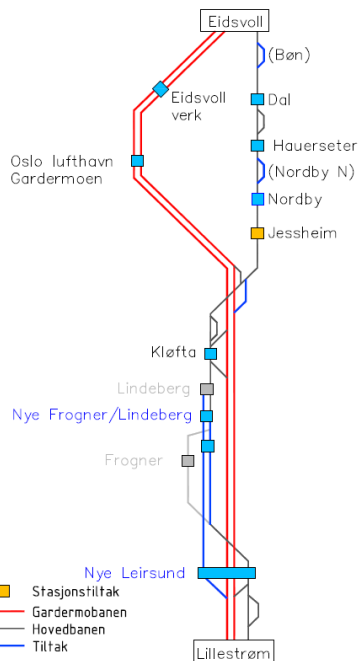 Eidsvoll
(Bøn)
Dal
Eidsvoll
verk
Hauerseter
Oslo lufthavn
Gardermoen
(Nordby N)
Nordby
Jessheim
Kløfta
Lindeberg
Nye Frogner/Lindeberg
Frogner
Nye Leirsund
Stasjonstiltak
Gardermobanen
Hovedbanen
Tiltak
Lillestrøm